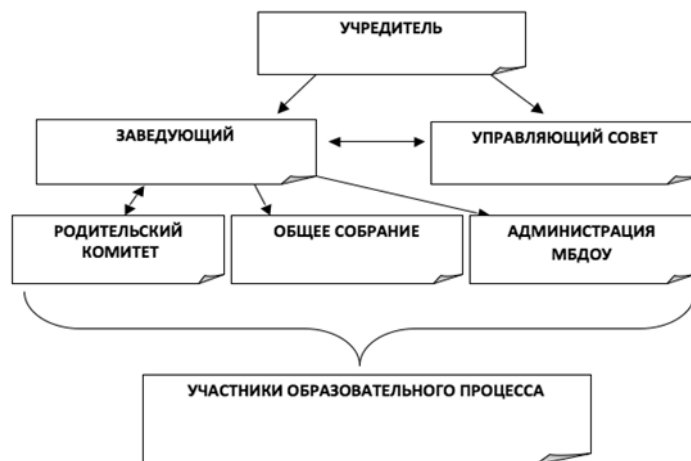 УЧРЕДИТЕЛЬ
ЗАВЕДУЮЩИЙ
УПРАВЛЯЮЩИЙ СОВЕТ
РОДИТЕЛЬСКИЙ
КОМИТЕТ
ОБЩЕЕ СОБРАНИЕ
АДМИНИСТРАЦИЯ
МБДОУ
УЧАСТНИКИ ОБРАЗОВАТЕЛЬНОГО ПРОЦЕССА